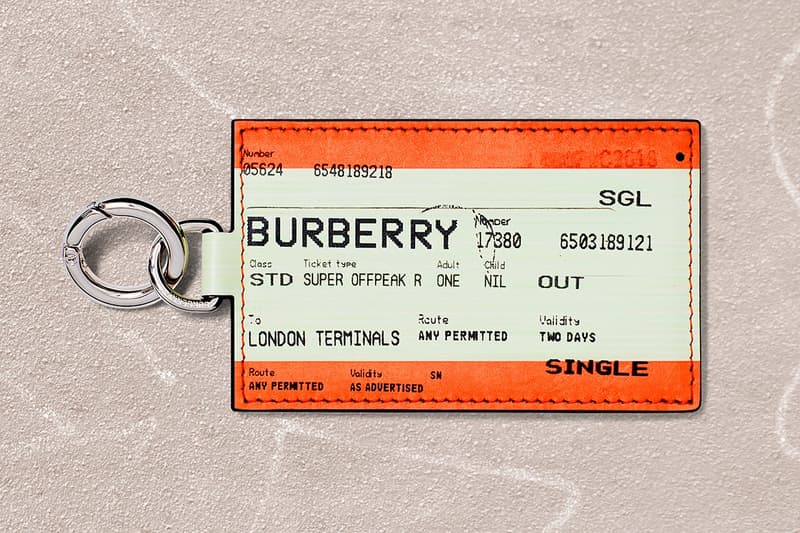 Number
05624 6548189218
SGL
BURBERRY
Number
17380 6503189121
Class Ticket type Adult Child
STD SUPER OFFPEAK R ONE NIL OUT
To Route Validity
LONDON TERMINALS ANY PERMITTED TWO DAYS
SINGLE
Route Validity SN
ANY PERMITTED AS ADVERTISED